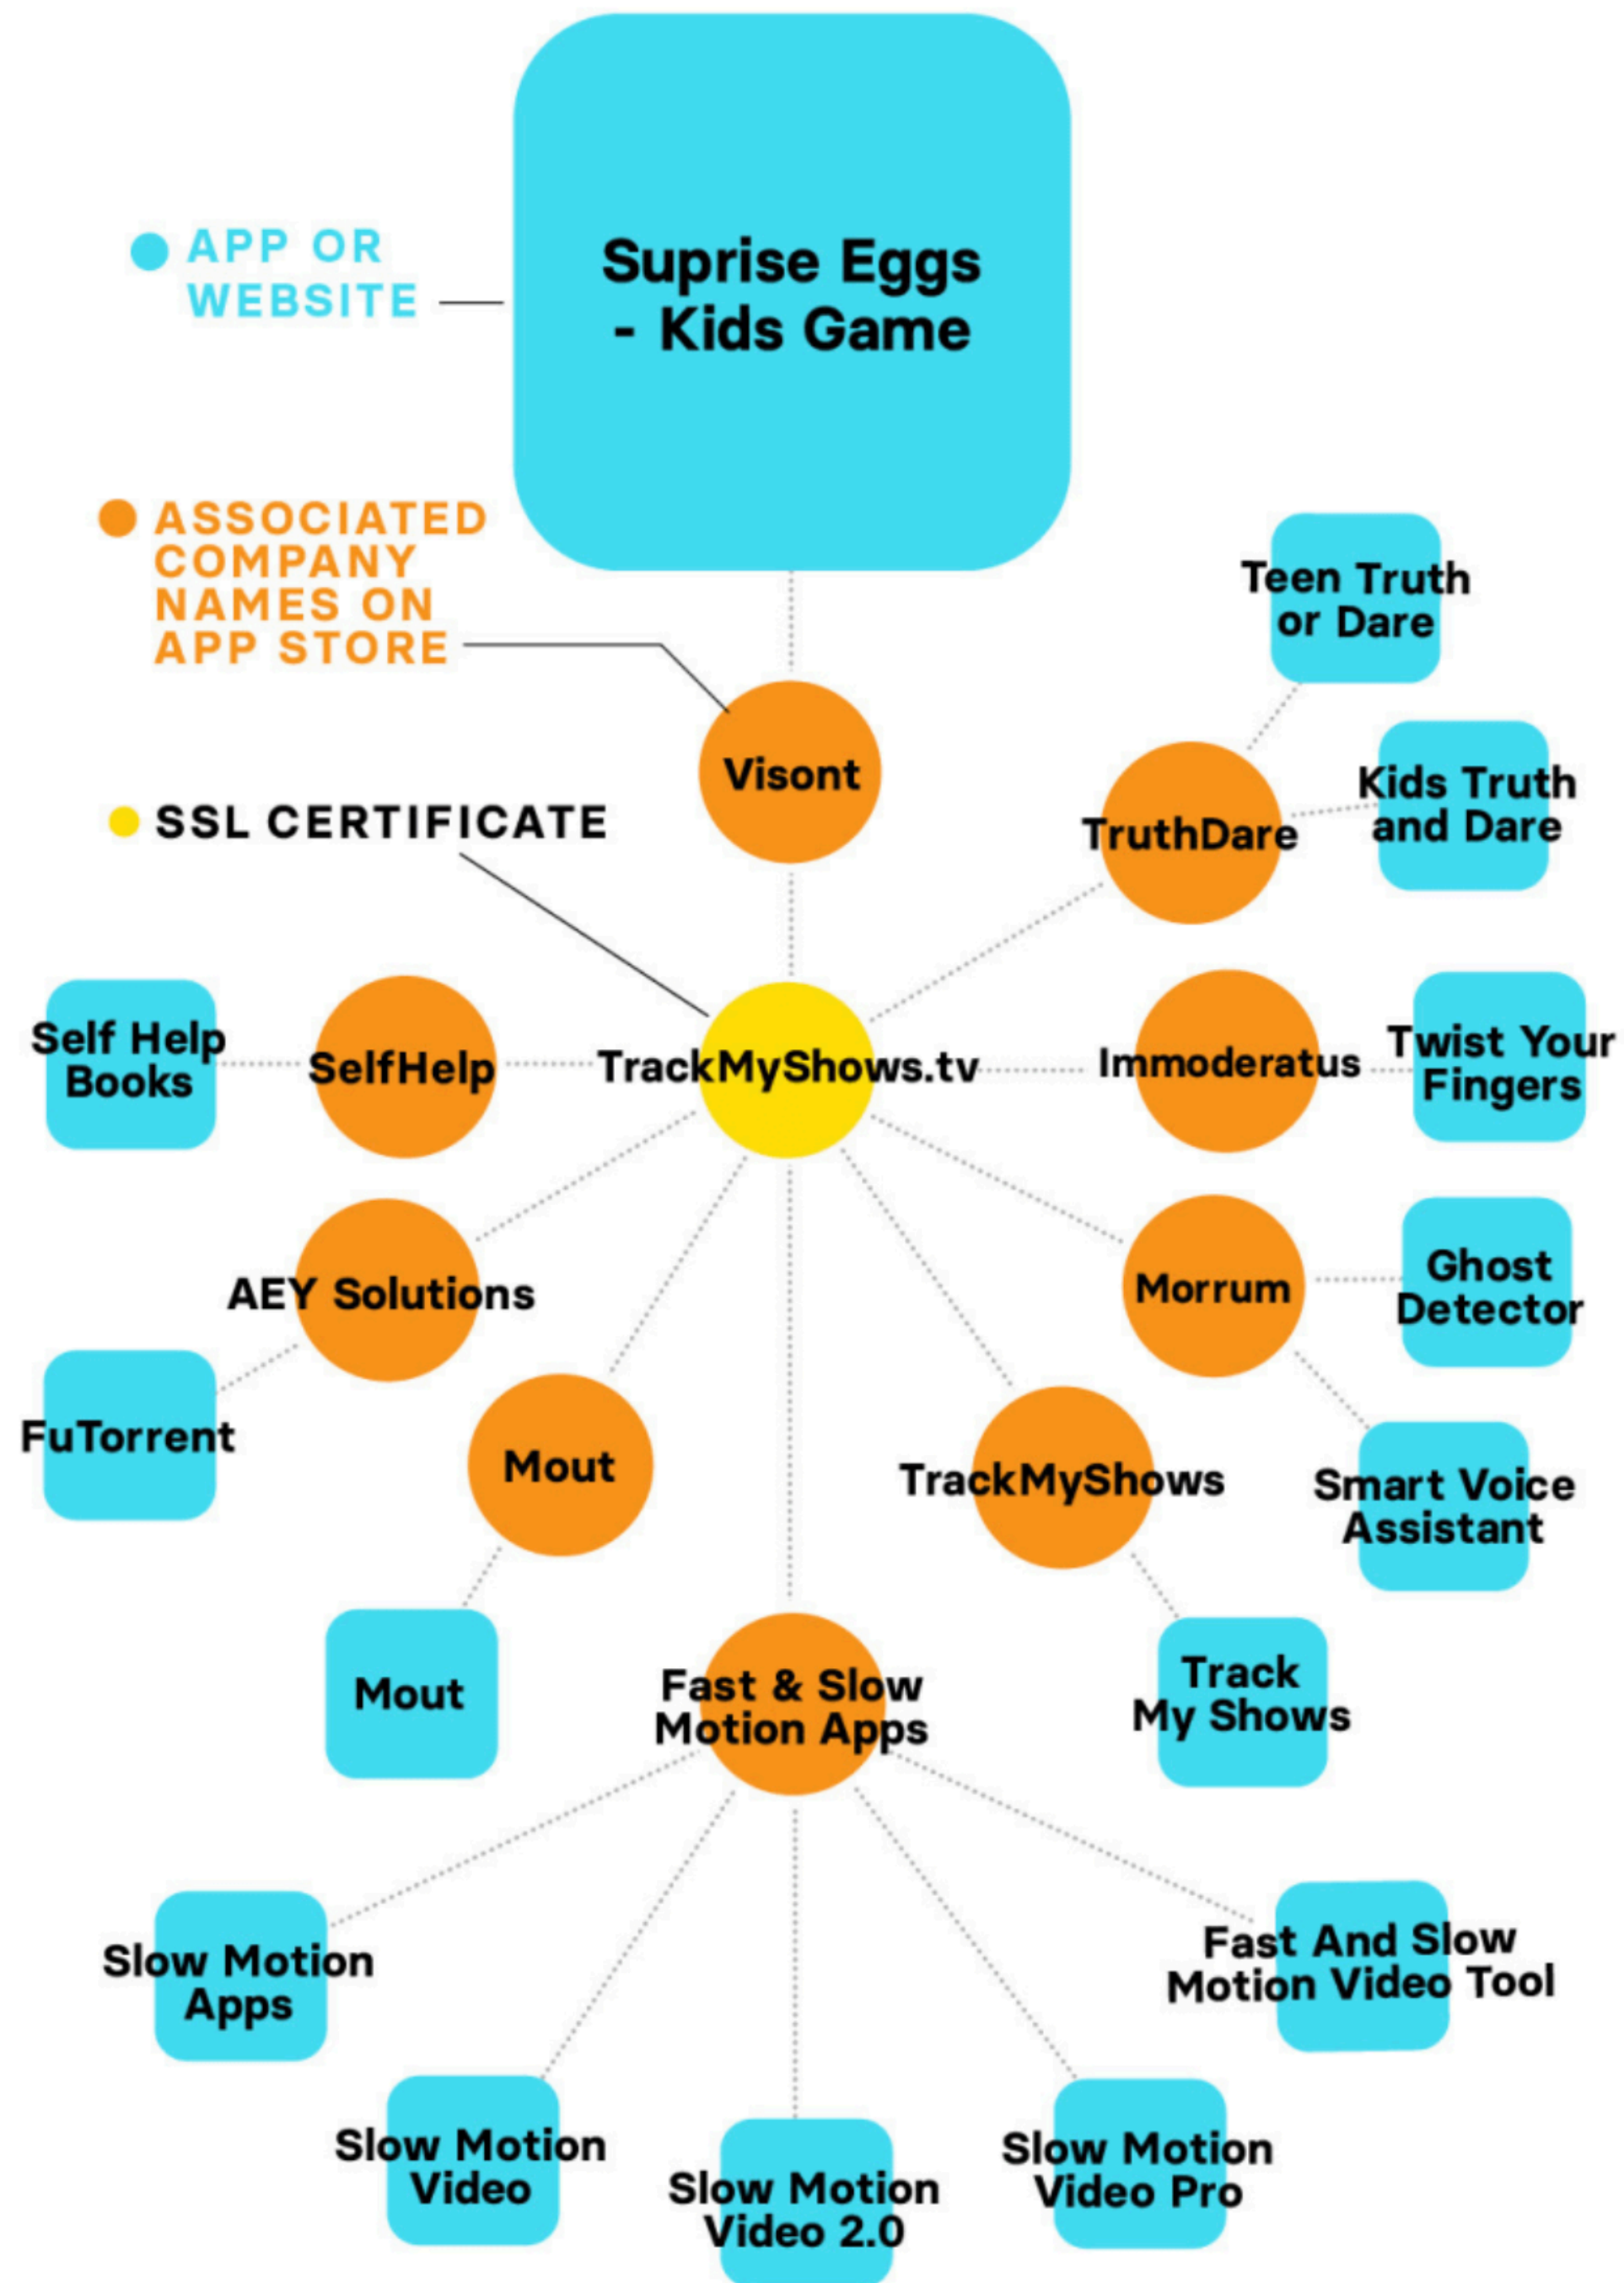 Suprise Eggs
- Kids Game
APP OR
WEBSITE
ASSOCIATED
COMPANY
NAMES ON
APP STORE
Teen Truth
or Dare
Visont
Kids Truth
and Dare
TruthDare
SSL CERTIFICATE
Self Help
Books
SelfHelp
TrackMyShows.tv
Immoderatus
Twist Your
Fingers
AEY Solutions
Morrum
Ghost
Detector
FuTorrent
Mout
TrackMyShows
Smart Voice
Assistant
Mout
Fast & Slow
Motion Apps
Track
My Shows
Slow Motion
Apps
Fast And Slow
Motion Video Tool
Slow Motion
Video
Slow Motion
Video 2.0
Slow Motion
Video Pro